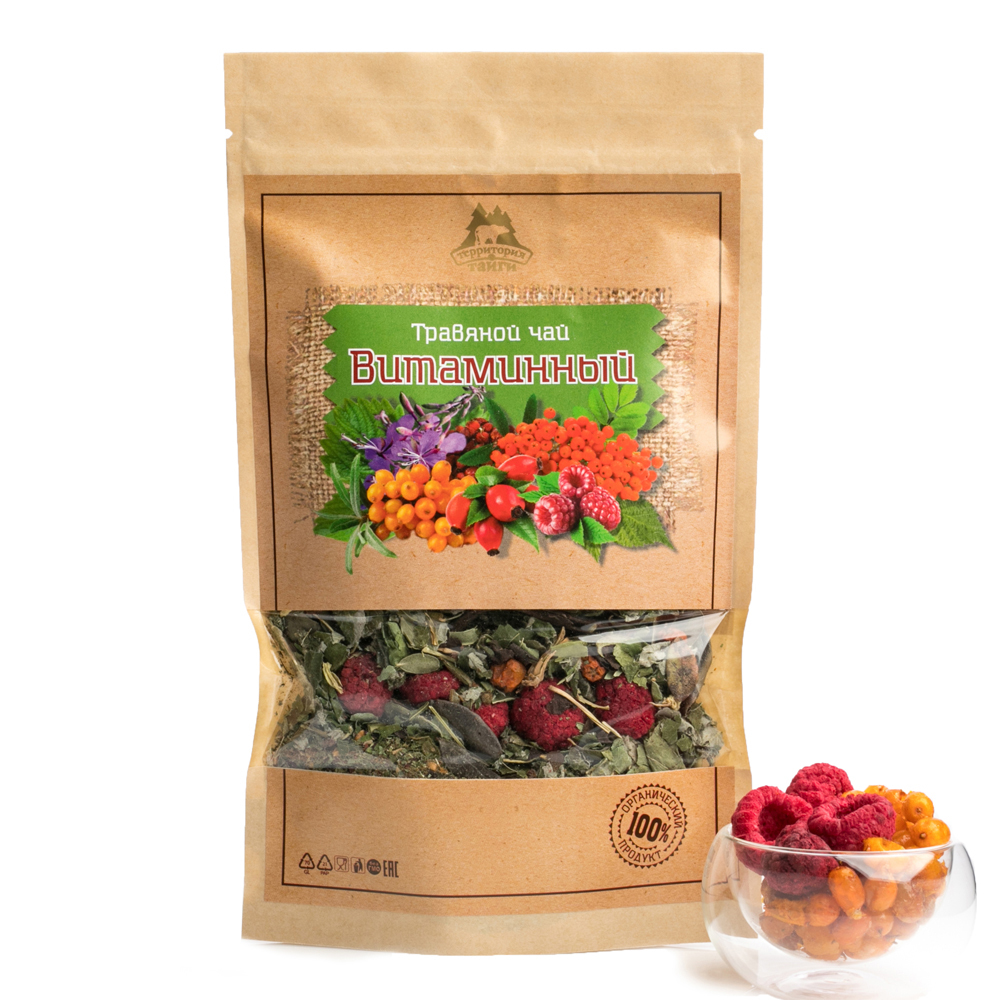 территория
тайги
Травяной чай
Витаминный
ОРГАНИЧЕСКИЙ
100%
ПРОДУКТ
EAC